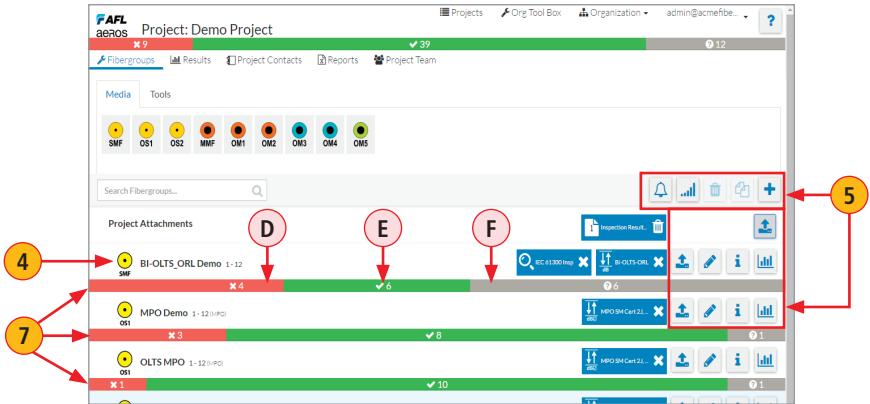 AFL
aeros
Project: Demo Project
Projects Org Tool Box Organization admin@acmefibe... ?
9 39 ? 12
Fibergroups Results Project Contacts Reports Project Team
Media Tools
SMF OS1 OS2 MMF OM1 OM2 OM3 OM4 OM5
Search Fibergroups...
5
Project Attachments
D E F
1 Inspection Result..
4
SMF BI-OLTS_ORL Demo 1 - 12
IEC 61300 Insp dB BI-OLTS-ORL i
4 6 ? 6
OS1 MPO Demo 1 - 12 (MPO)
MPO SM Cert 2.(... i
7
3 8 ? 1
OS1 OLTS MPO 1 - 12 (MPO)
MPO SM Cert 2.(... i
1 10 ? 1